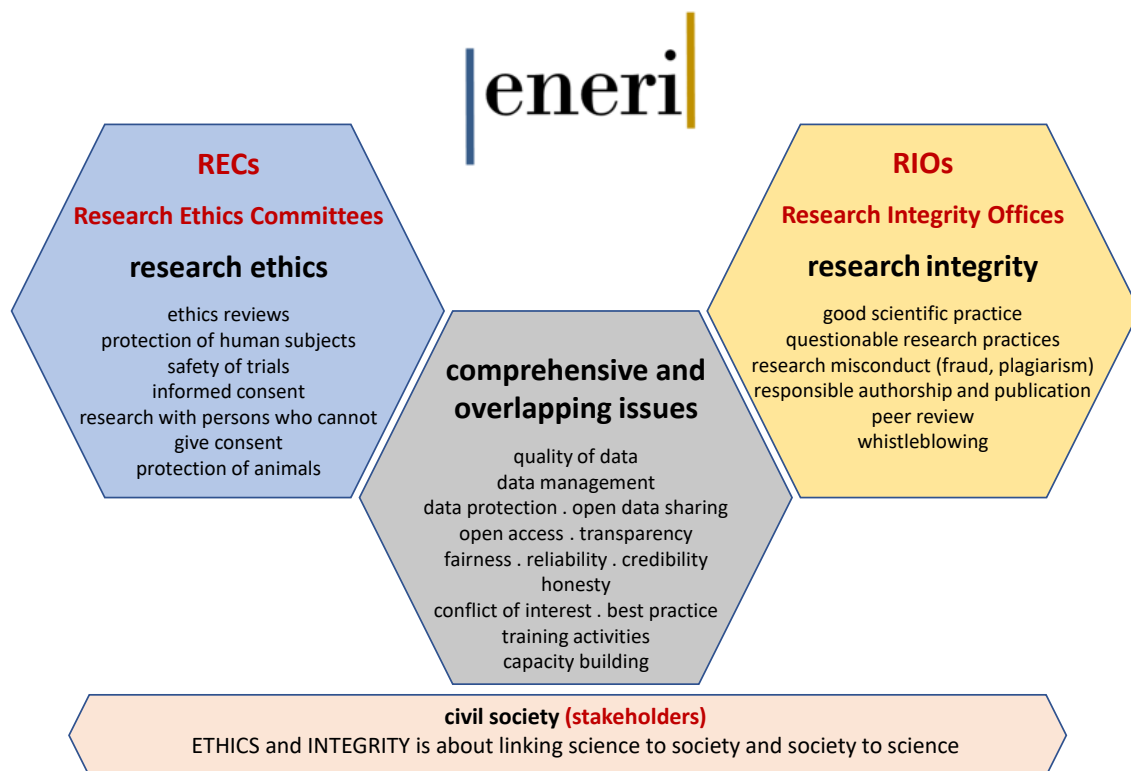 eneri
RECs
Research Ethics Committees
research ethics
ethics reviews
protection of human subjects
safety of trials
informed consent
research with persons who cannot
give consent
protection of animals
comprehensive and
overlapping issues
quality of data
data management
data protection . open data sharing
open access . transparency
fairness . reliability . credibility
honesty
conflict of interest . best practice
training activities
capacity building
RIOs
Research Integrity Offices
research integrity
good scientific practice
questionable research practices
research misconduct (fraud, plagiarism)
responsible authorship and publication
peer review
whistleblowing
civil society (stakeholders)
ETHICS and INTEGRITY is about linking science to society and society to science